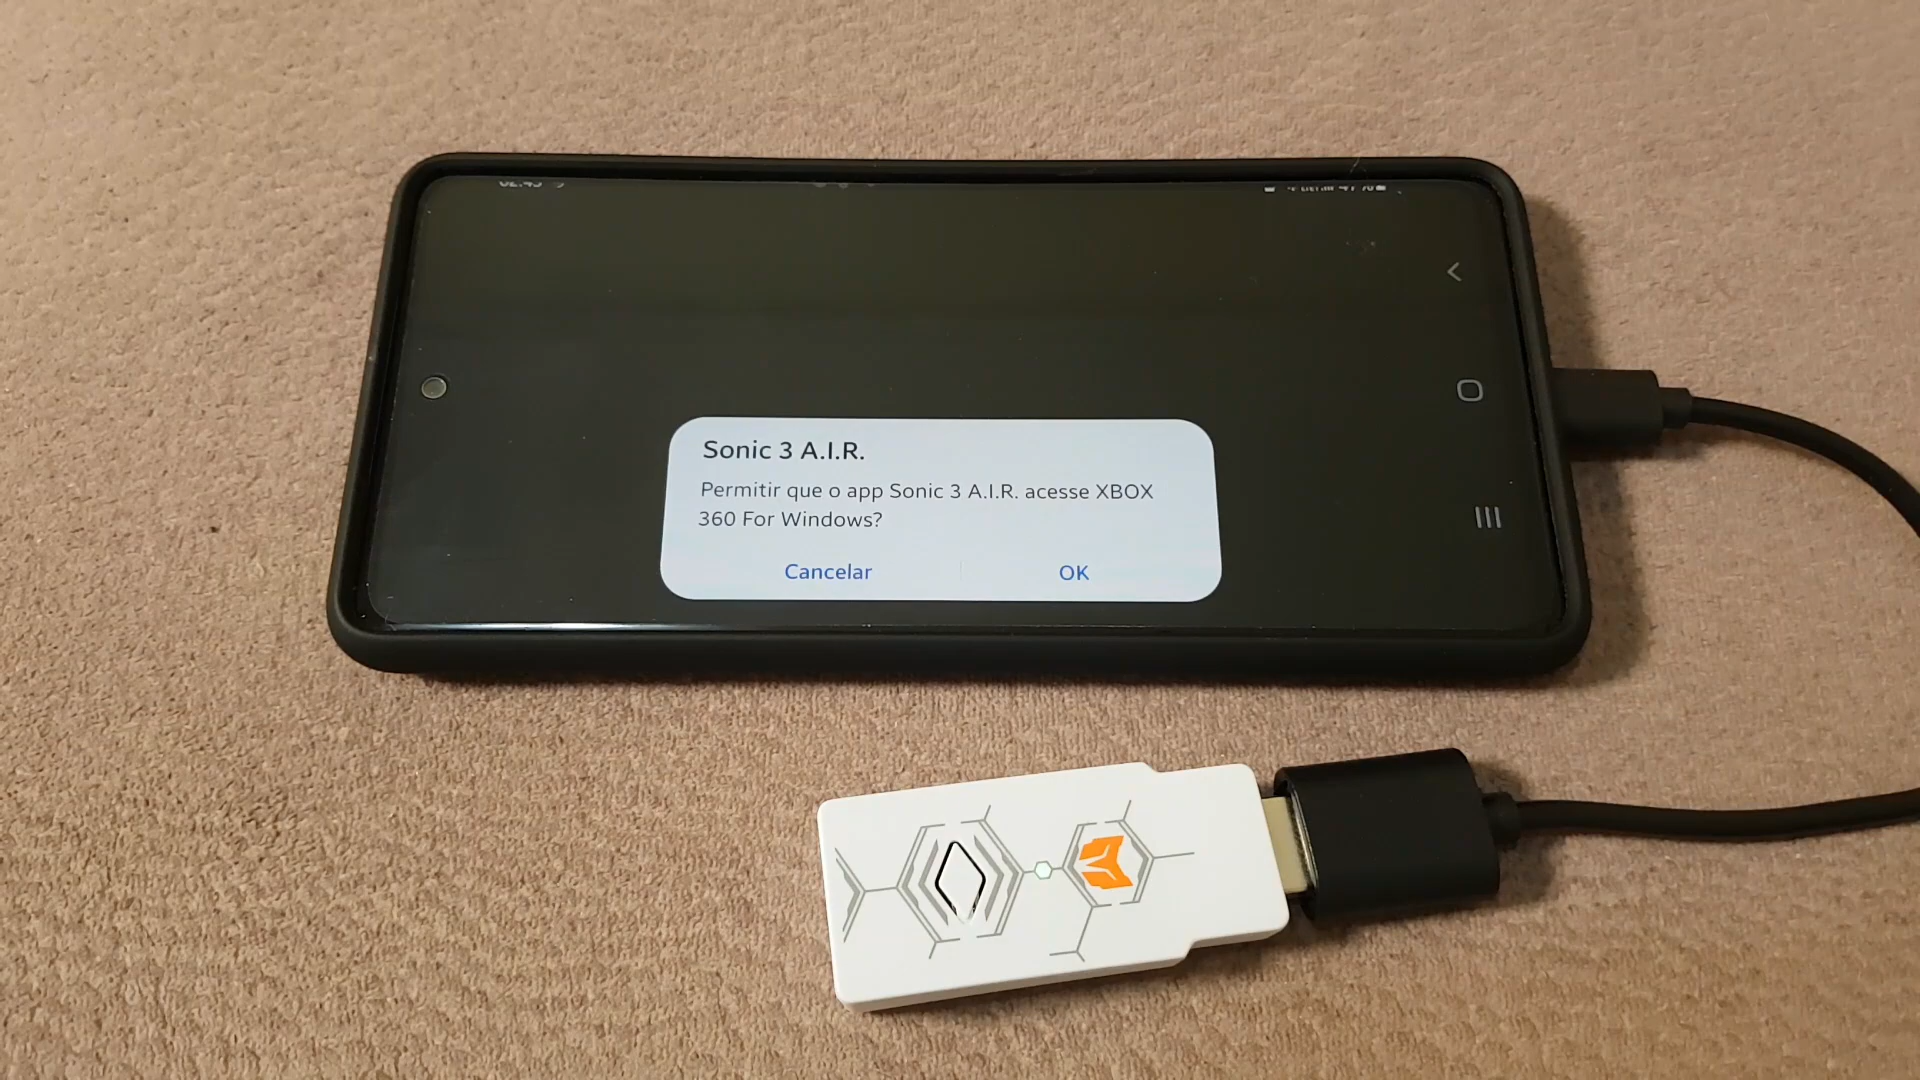 Sonic 3 A.I.R.
Permitir que o app Sonic 3 A.I.R. acesse XBOX
360 For Windows?
Cancelar OK